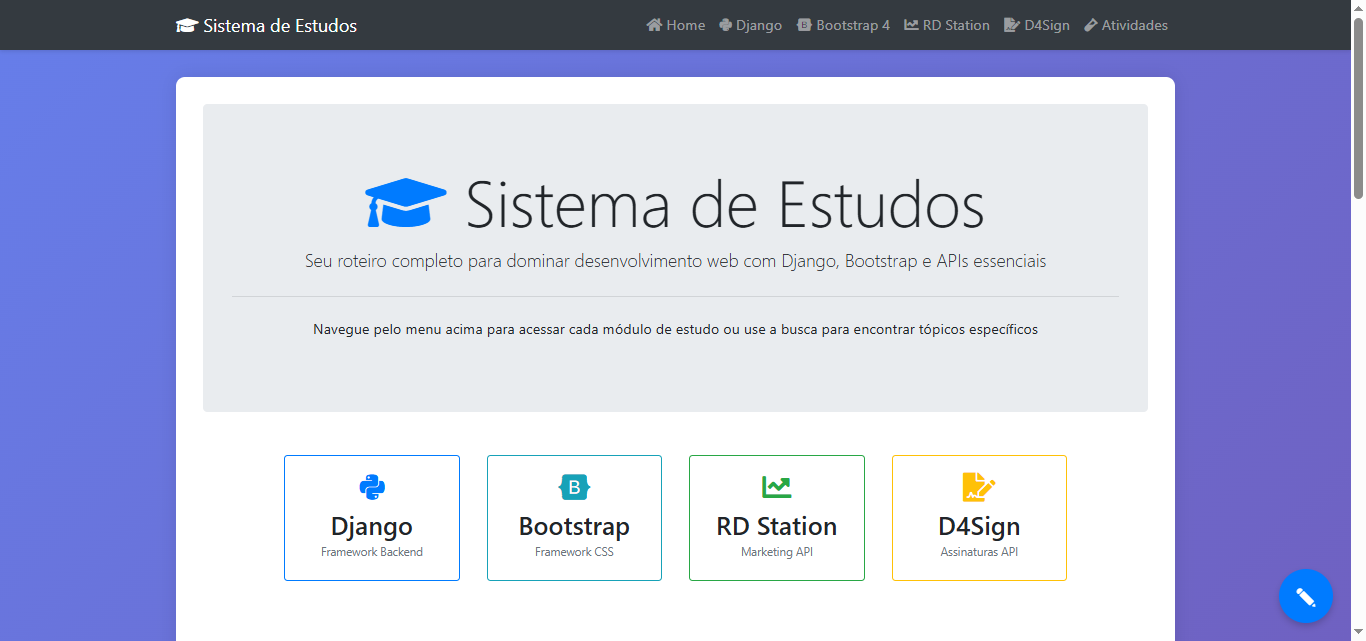 Sistema de Estudos
Home Django Bootstrap 4 RD Station D4Sign Atividades
Sistema de Estudos
Seu roteiro completo para dominar desenvolvimento web com Django, Bootstrap e APIs essenciais
Navegue pelo menu acima para acessar cada módulo de estudo ou use a busca para encontrar tópicos específicos
B
Django
Framework Backend
Bootstrap
Framework CSS
RD Station
Marketing API
D4Sign
Assinaturas API